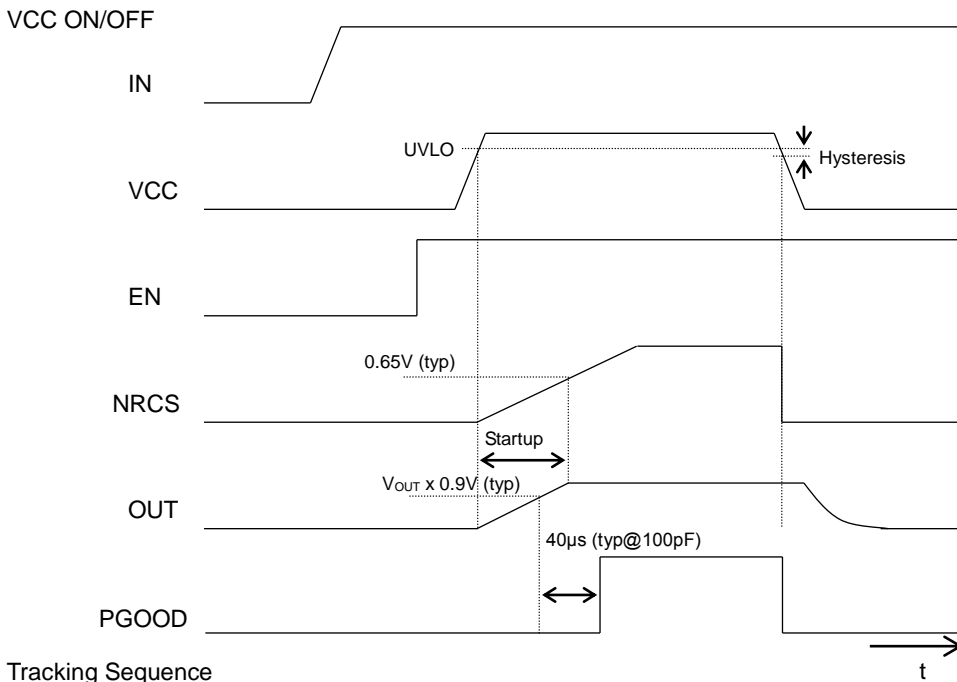 VCC ON/OFF
IN
UVLO
Hysteresis
VCC
EN
0.65V (typ)
NRCS
Startup
VOUT x 0.9V (typ)
OUT
40µs (typ@100pF)
PGOOD
t
Tracking Sequence